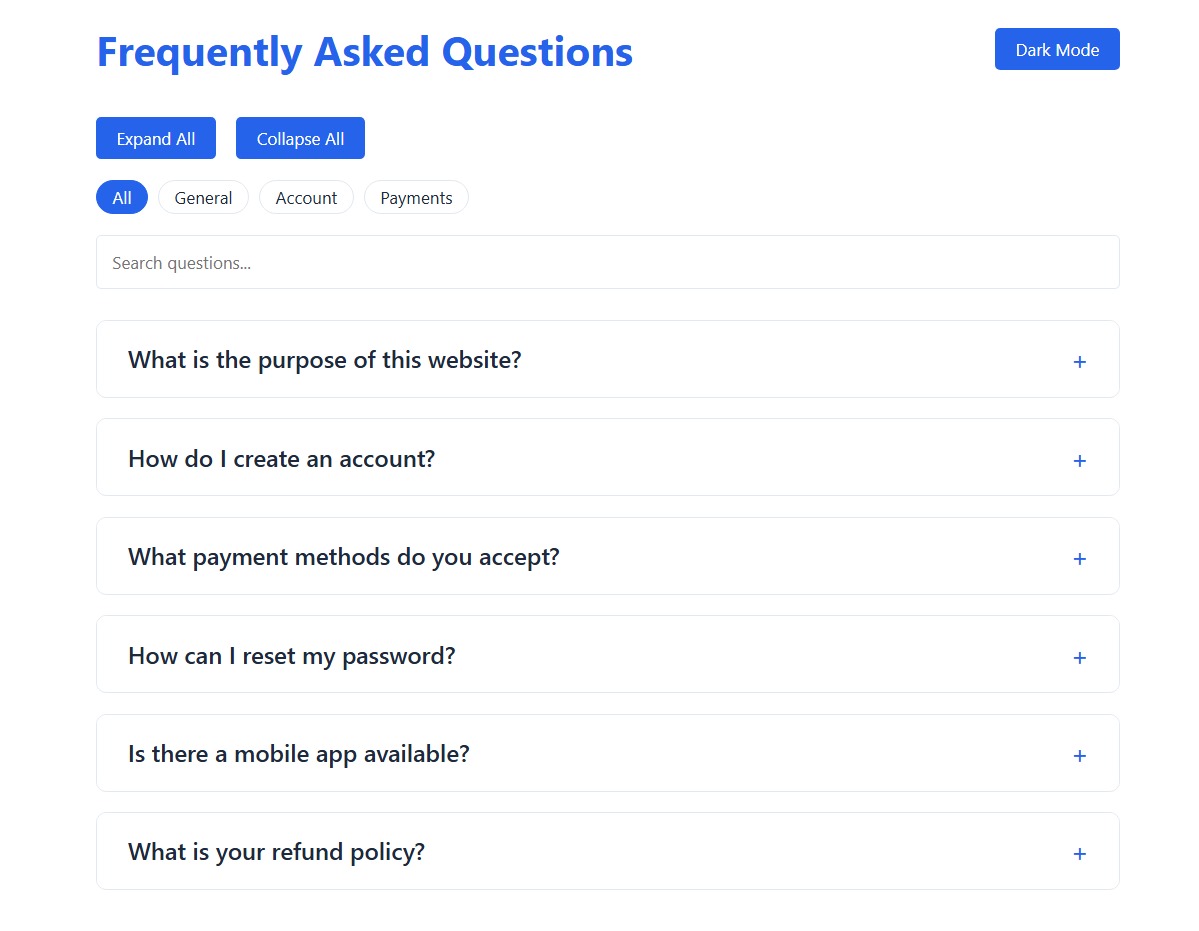 Frequently Asked Questions
Dark Mode
Expand All
Collapse All
All
General
Account
Payments
Search questions...
What is the purpose of this website?
+
How do I create an account?
+
What payment methods do you accept?
+
How can I reset my password?
+
Is there a mobile app available?
+
What is your refund policy?
+